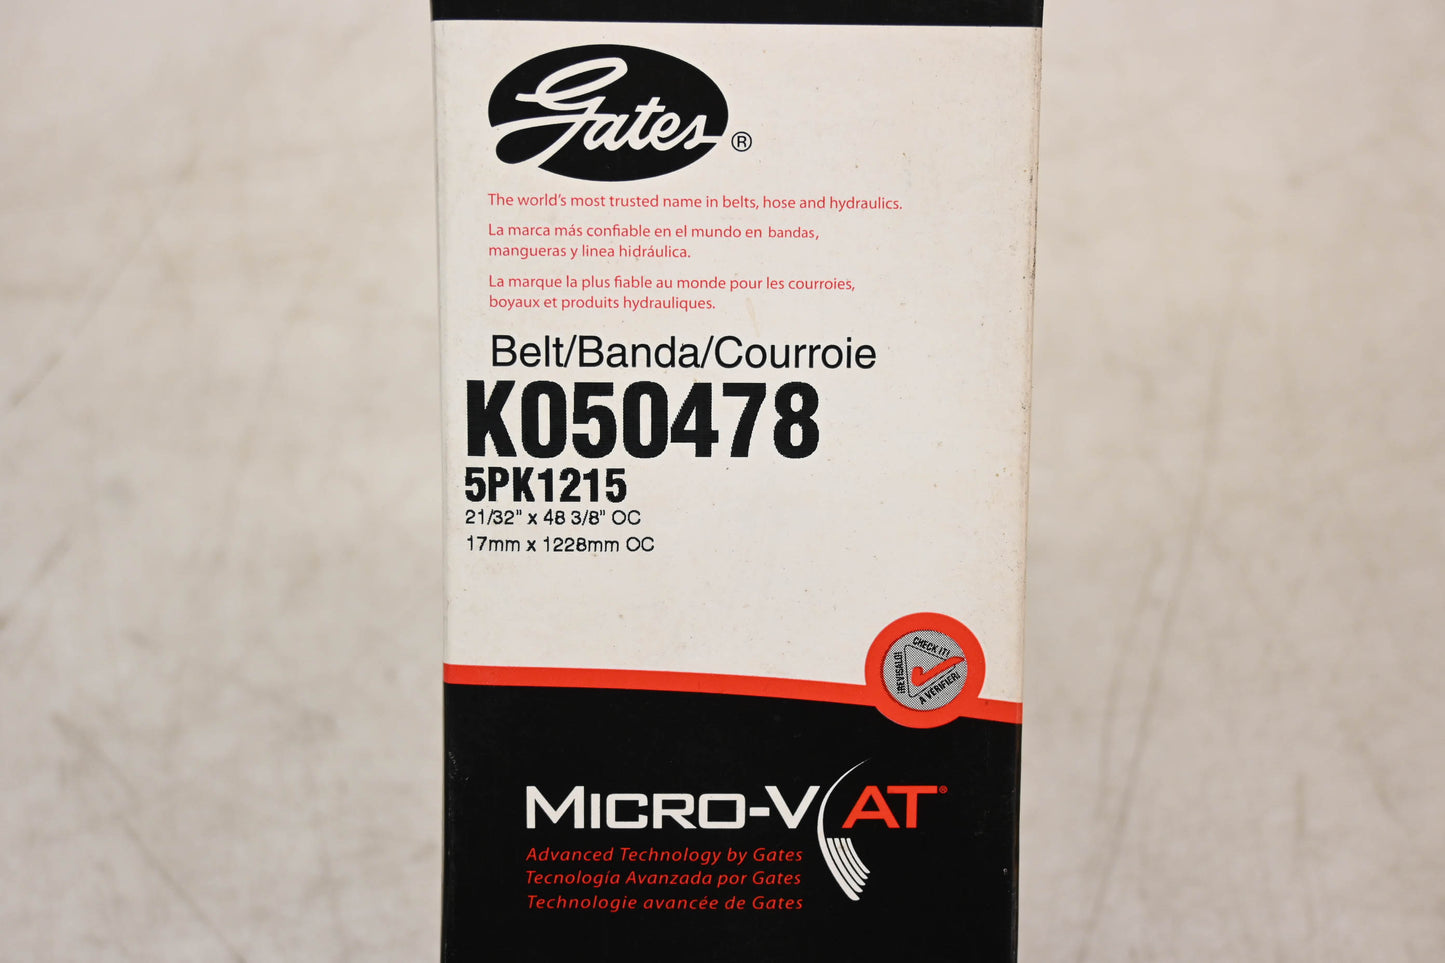 Gates®
The world's most trusted name in belts, hose and hydraulics.
La marca más confiable en el mundo en bandas,
mangueras y linea hidráulica.
La marque la plus fiable au monde pour les courroies,
boyaux et produits hydrauliques.
Belt/Banda/Courroie
K050478
5PK1215
21/32" x 48 3/8" OC
17mm x 1228mm OC
CHECK IT!
¡REVISALO!
A VÉRIFIER!
MICRO-V AT®
Advanced Technology by Gates
Tecnología Avanzada por Gates
Technologie avancée de Gates